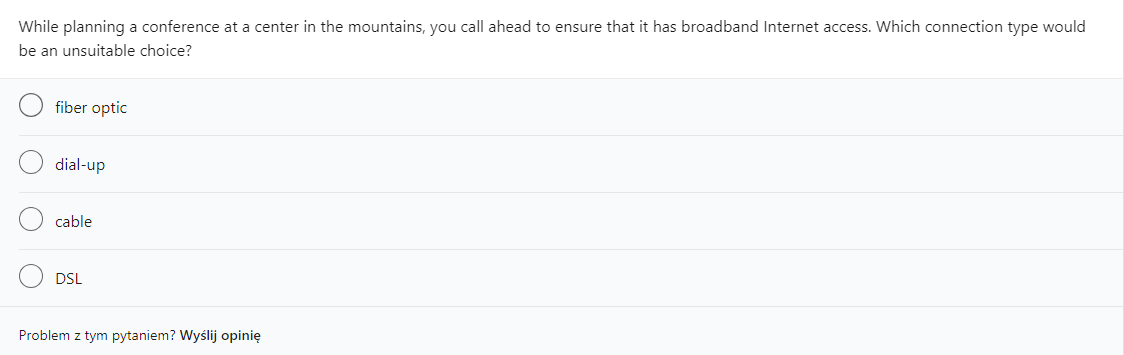 While planning a conference at a center in the mountains, you call ahead to ensure that it has broadband Internet access. Which connection type would
be an unsuitable choice?
fiber optic
dial-up
cable
DSL
Problem z tym pytaniem? Wyślij opinię